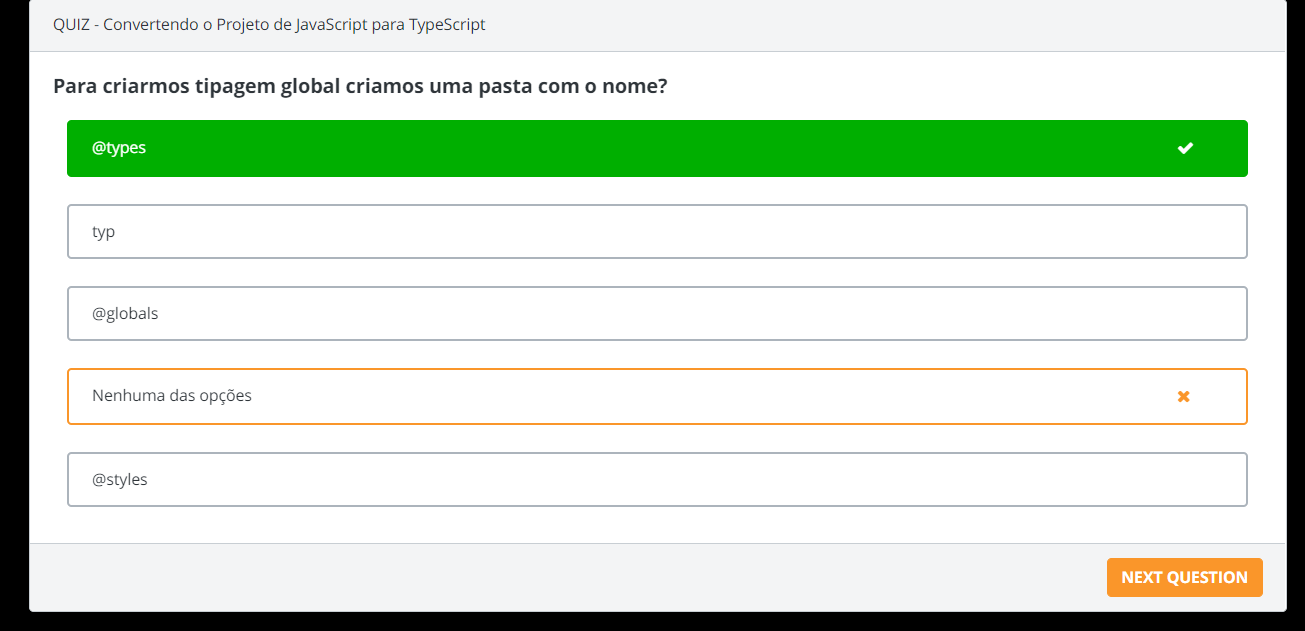 QUIZ - Convertendo o Projeto de JavaScript para TypeScript
Para criarmos tipagem global criamos uma pasta com o nome?
@types
typ
@globals
Nenhuma das opções
@styles
NEXT QUESTION